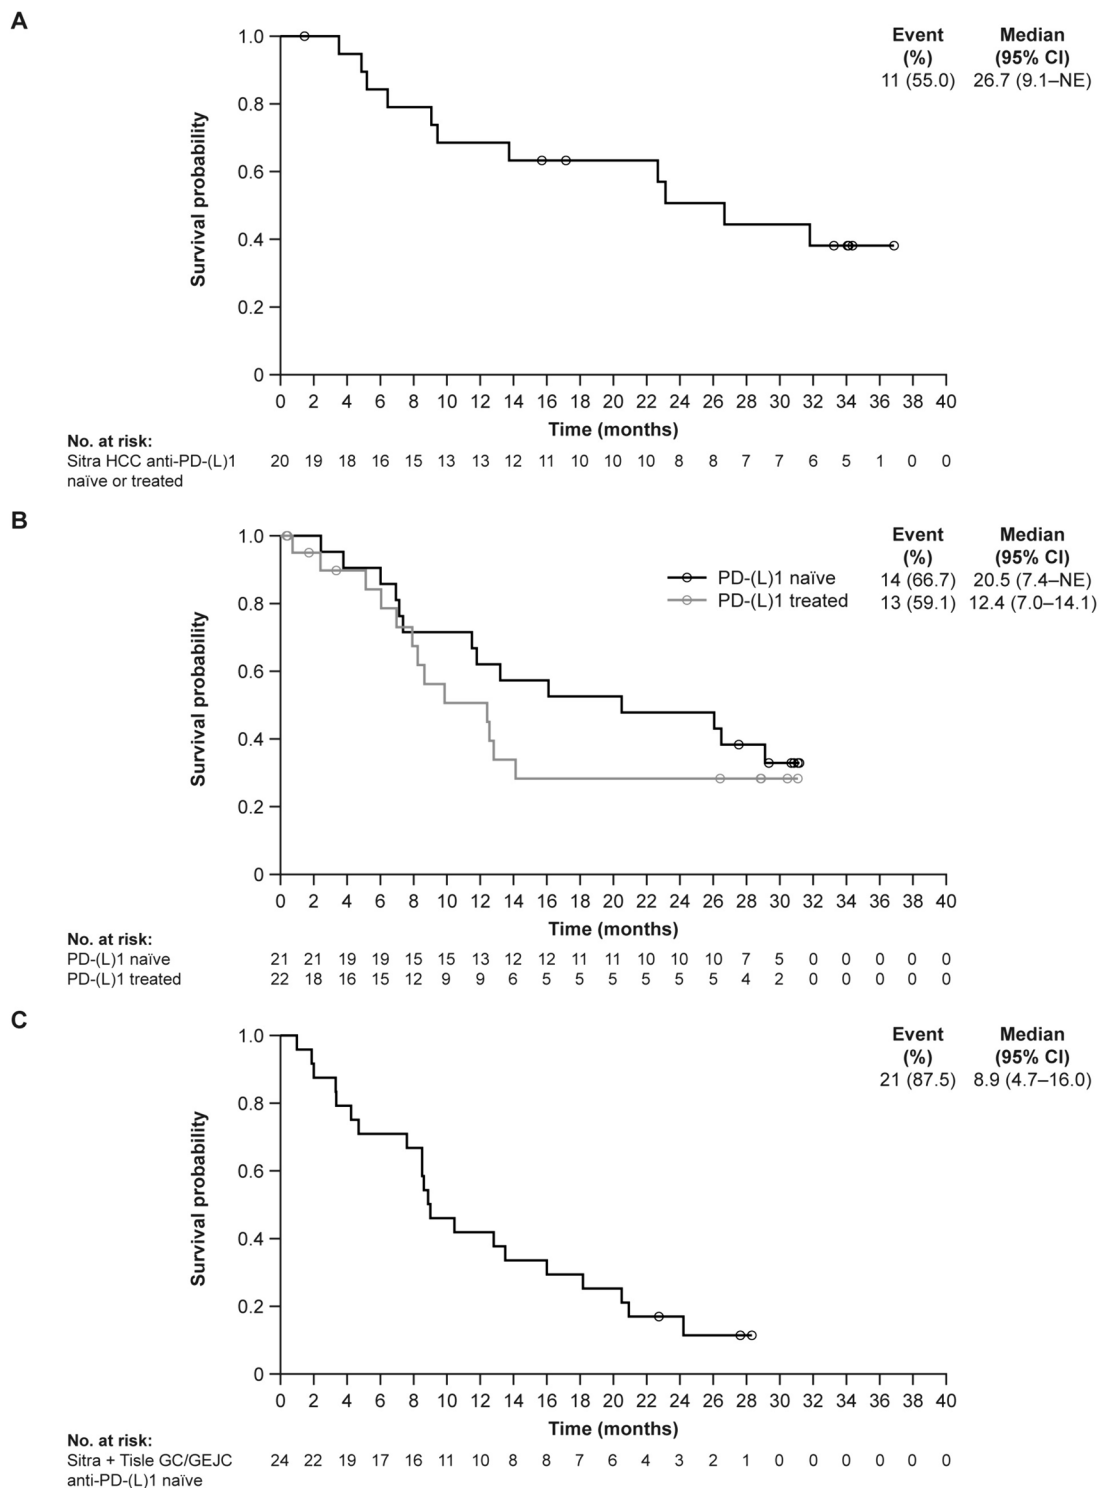 A
Event (%)
Median (95% CI)
11 (55.0)
26.7 (9.1–NE)
Survival probability
1.0
0.8
0.6
0.4
0.2
0
0 2 4 6 8 10 12 14 16 18 20 22 24 26 28 30 32 34 36 38 40
Time (months)
No. at risk:
Sitra HCC anti-PD-(L)1
naïve or treated
20 19 18 16 15 13 13 12 11 10 10 10 8 8 7 7 6 5 1 0 0
B
Event (%)
Median (95% CI)
PD-(L)1 naïve 14 (66.7) 20.5 (7.4–NE)
PD-(L)1 treated 13 (59.1) 12.4 (7.0–14.1)
Survival probability
1.0
0.8
0.6
0.4
0.2
0
0 2 4 6 8 10 12 14 16 18 20 22 24 26 28 30 32 34 36 38 40
Time (months)
No. at risk:
PD-(L)1 naïve 21 21 19 19 15 15 13 12 12 11 11 10 10 10 7 5 0 0 0 0 0
PD-(L)1 treated 22 18 16 15 12 9 9 6 5 5 5 5 5 5 4 2 0 0 0 0 0
C
Event (%)
Median (95% CI)
21 (87.5)
8.9 (4.7–16.0)
Survival probability
1.0
0.8
0.6
0.4
0.2
0
0 2 4 6 8 10 12 14 16 18 20 22 24 26 28 30 32 34 36 38 40
Time (months)
No. at risk:
Sitra + Tisle GC/GEJC
anti-PD-(L)1 naïve
24 22 19 17 16 11 10 8 8 7 6 4 3 2 1 0 0 0 0 0 0